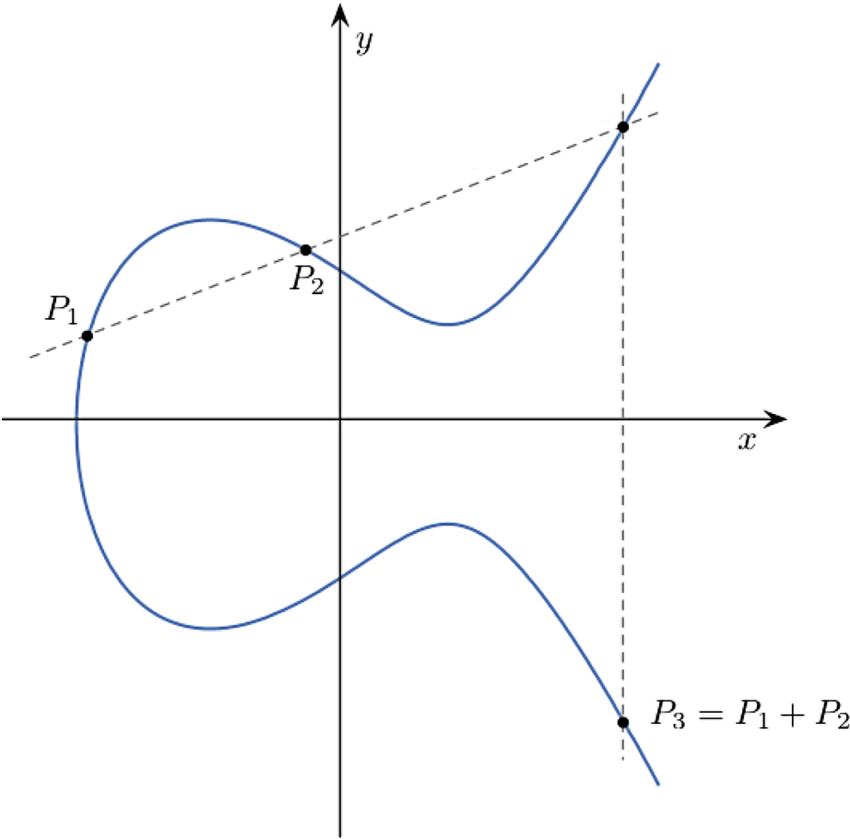 y
P₂
P₁
x
P₃ = P₁ + P₂